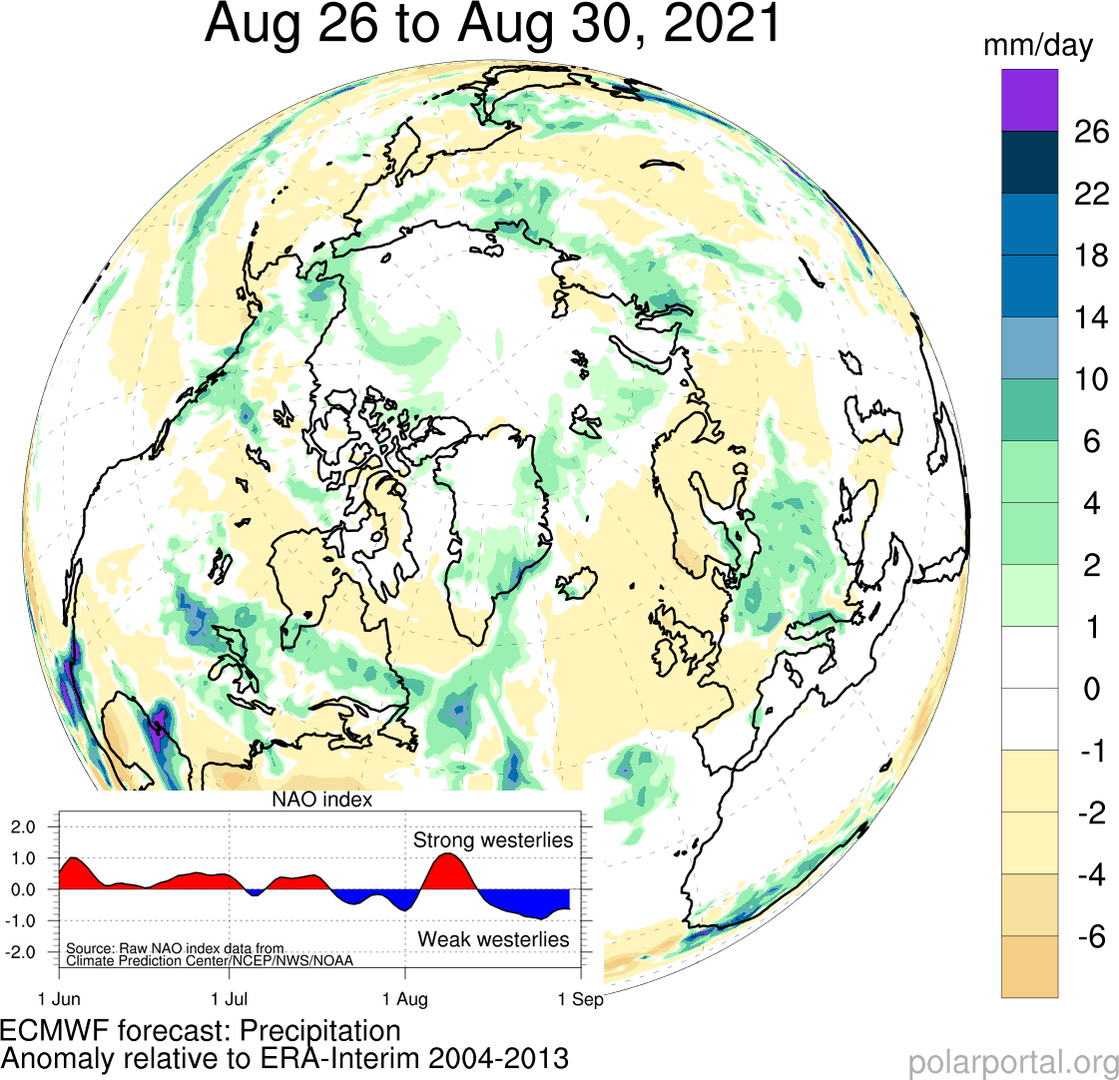 Aug 26 to Aug 30, 2021
mm/day
26
22
18
14
10
6
4
2
1
0
-1
-2
-4
-6
NAO index
2.0
1.0
0.0
-1.0
-2.0
Strong westerlies
Weak westerlies
Source: Raw NAO index data from
Climate Prediction Center/NCEP/NWS/NOAA
1 Jun 1 Jul 1 Aug 1 Sep
ECMWF forecast: Precipitation
Anomaly relative to ERA-Interim 2004-2013
polarportal.org